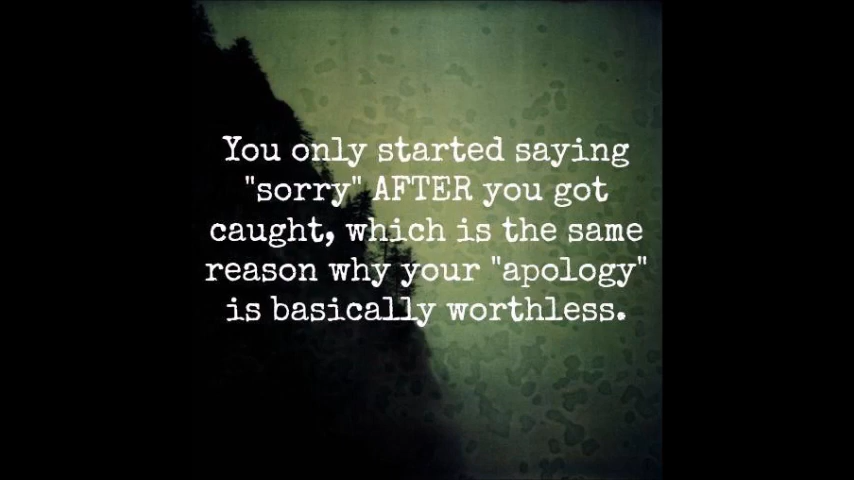 You only started saying
"sorry" AFTER you got
caught, which is the same
reason why your "apology"
is basically worthless.